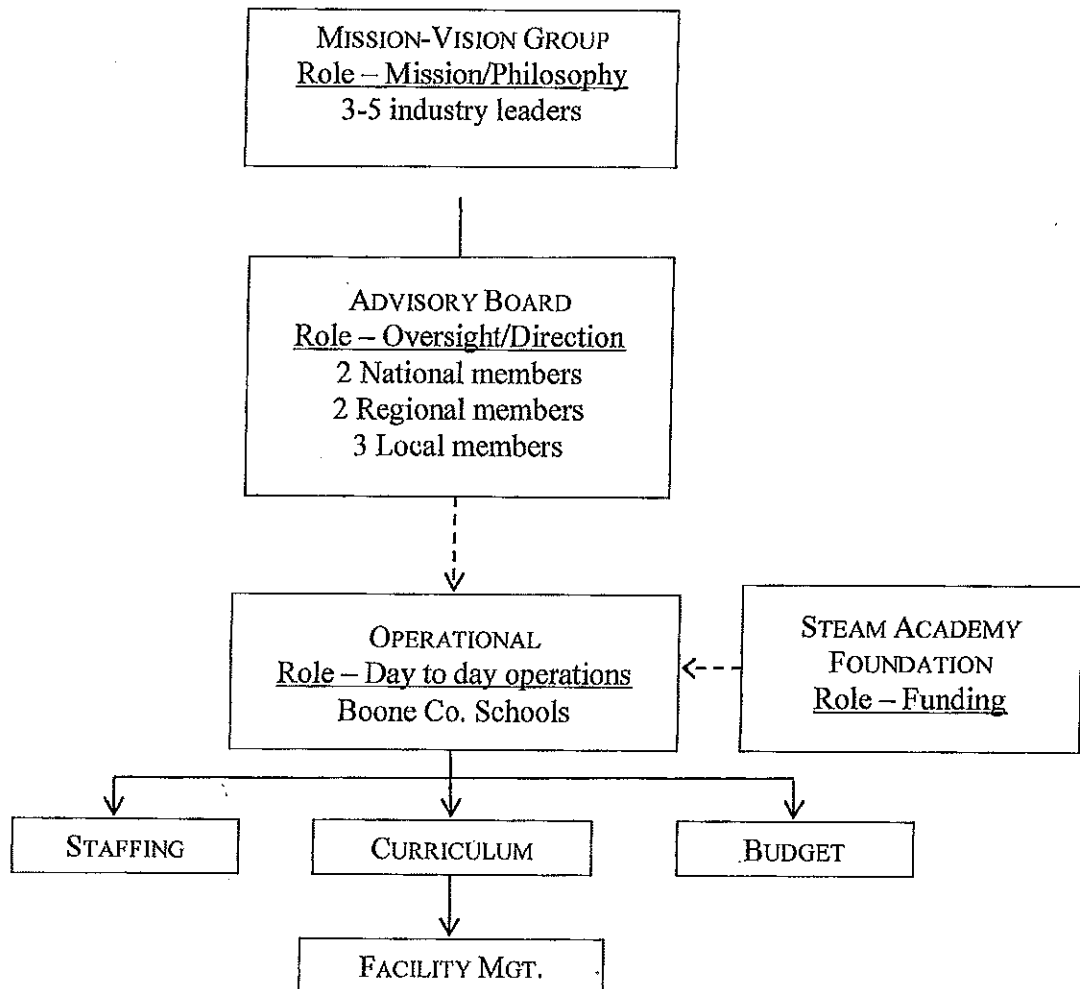 MISSION-VISION GROUP
Role – Mission/Philosophy
3-5 industry leaders
ADVISORY BOARD
Role – Oversight/Direction
2 National members
2 Regional members
3 Local members
OPERATIONAL
Role – Day to day operations
Boone Co. Schools
STEAM ACADEMY
FOUNDATION
Role – Funding
STAFFING
CURRICULUM
BUDGET
FACILITY MGT.